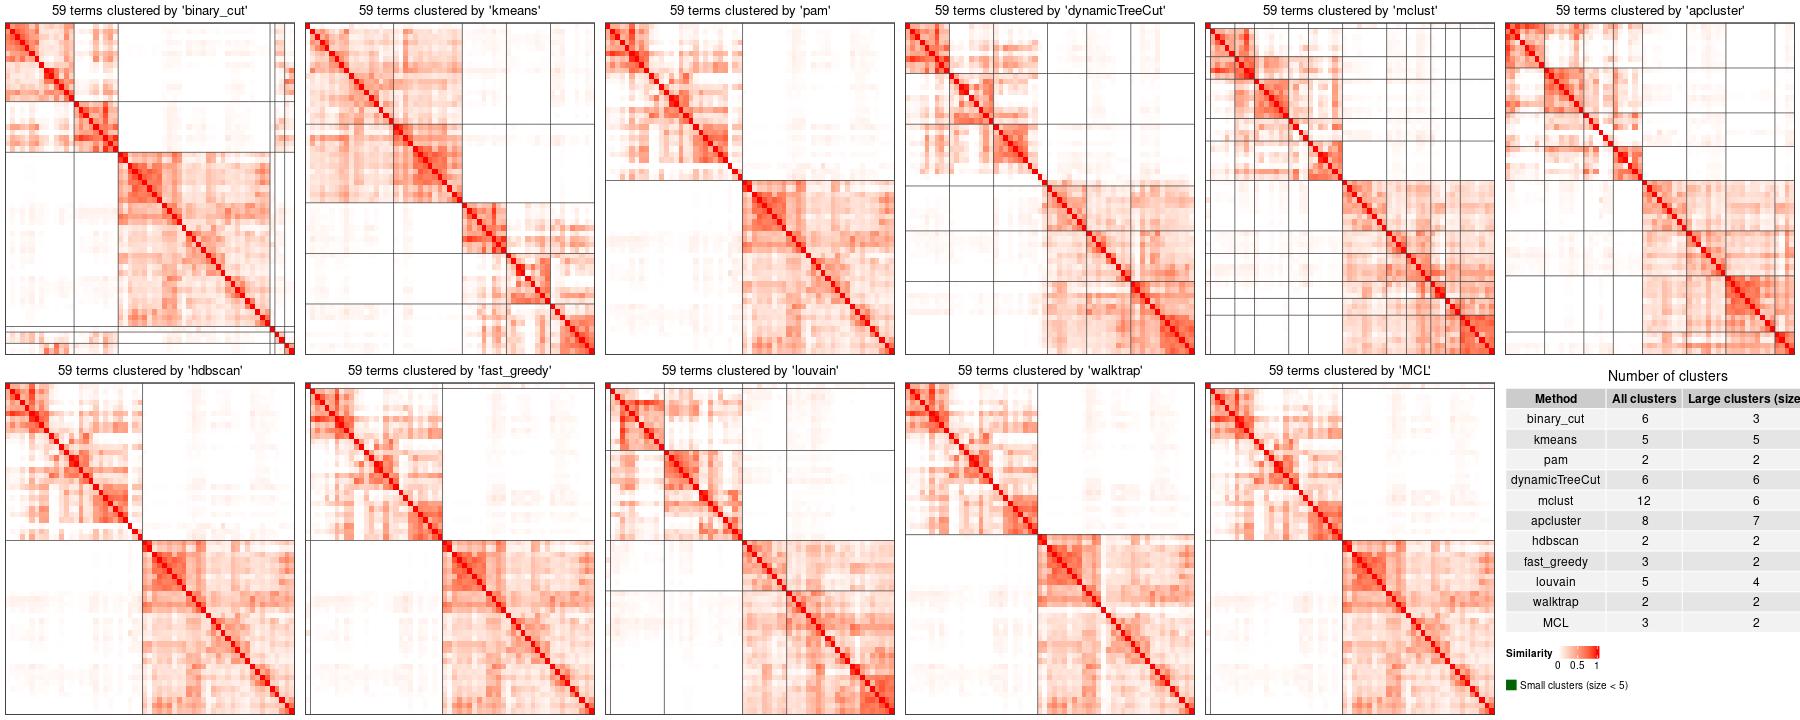 59 terms clustered by 'binary_cut'
59 terms clustered by 'kmeans'
59 terms clustered by 'pam'
59 terms clustered by 'dynamicTreeCut'
59 terms clustered by 'mclust'
59 terms clustered by 'apcluster'
59 terms clustered by 'hdbscan'
59 terms clustered by 'fast_greedy'
59 terms clustered by 'louvain'
59 terms clustered by 'walktrap'
59 terms clustered by 'MCL'
Number of clusters
Method All clusters Large clusters (size
binary_cut 6 3
kmeans 5 5
pam 2 2
dynamicTreeCut 6 6
mclust 12 6
apcluster 8 7
hdbscan 2 2
fast_greedy 3 2
louvain 5 4
walktrap 2 2
MCL 3 2
Similarity
0 0.5 1
Small clusters (size < 5)